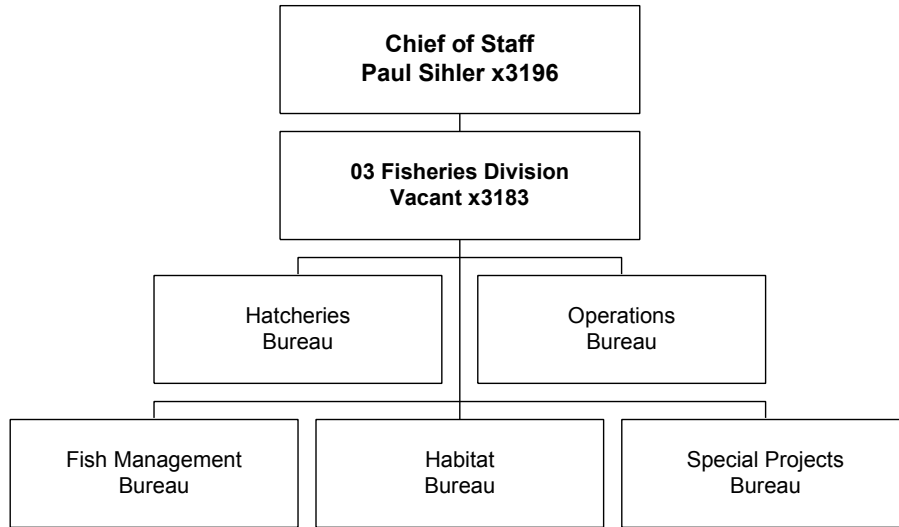 Chief of Staff
Paul Sihler x3196
03 Fisheries Division
Vacant x3183
Hatcheries
Bureau
Operations
Bureau
Fish Management
Bureau
Habitat
Bureau
Special Projects
Bureau